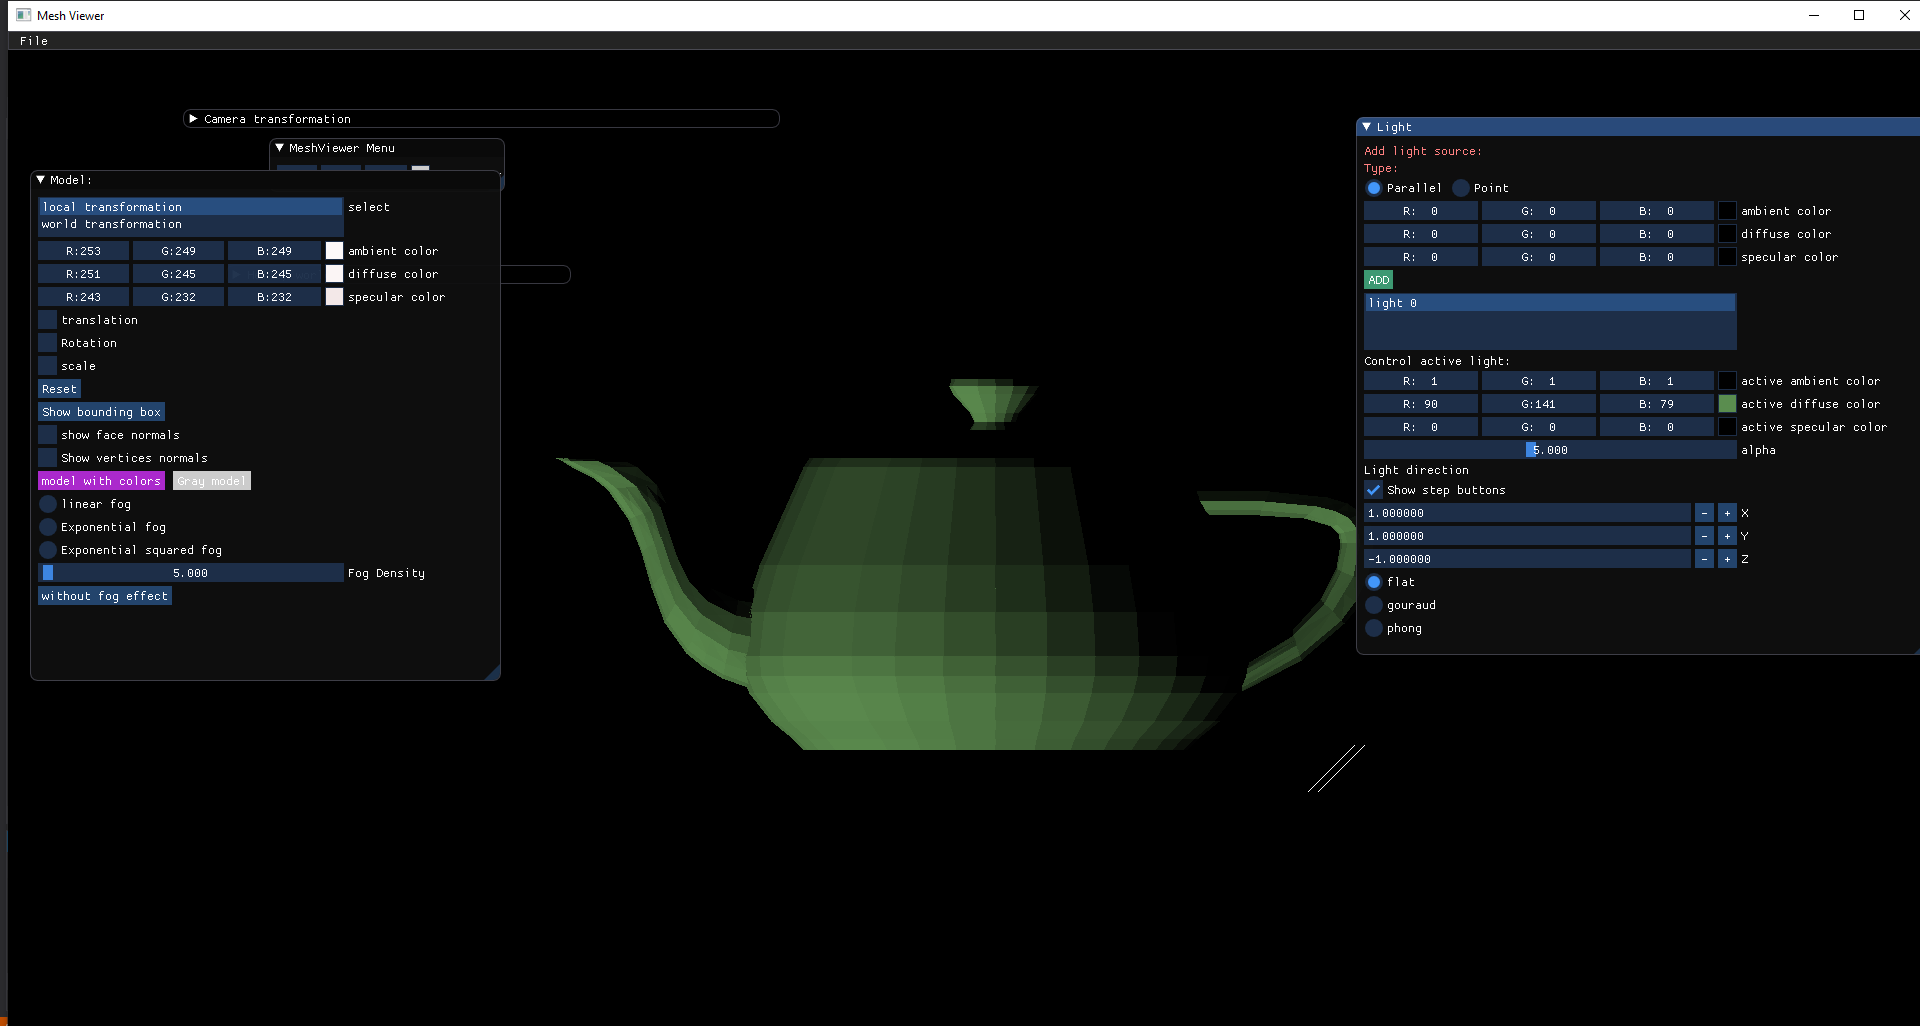 Mesh Viewer
File
Camera transformation
MeshViewer Menu
Model:
local transformation select
world transformation
R:253 G:249 B:249 ambient color
R:251 G:245 B:245 diffuse color
R:243 G:232 B:232 specular color
translation
Rotation
scale
Reset
Show bounding box
show face normals
Show vertices normals
model with colors Gray model
linear fog
Exponential fog
Exponential squared fog
5.000 Fog Density
without fog effect
Light
Add light source:
Type:
Parallel Point
R: 0 G: 0 B: 0 ambient color
R: 0 G: 0 B: 0 diffuse color
R: 0 G: 0 B: 0 specular color
ADD
light 0
Control active light:
R: 1 G: 1 B: 1 active ambient color
R: 90 G:141 B: 79 active diffuse color
R: 0 G: 0 B: 0 active specular color
5.000 alpha
Light direction
Show step buttons
1.000000 - + X
1.000000 - + Y
-1.000000 - + Z
flat
gouraud
phong